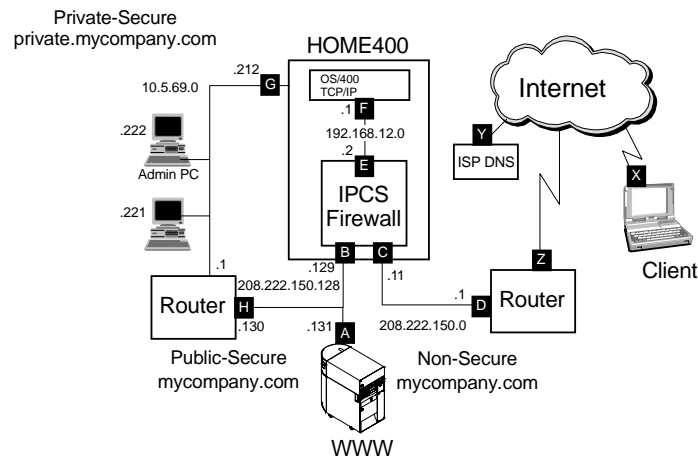 Private-Secure
private.mycompany.com
HOME400
.212
G
OS/400
TCP/IP
10.5.69.0
.1
F
192.168.12.0
.222
Admin PC
.2
E
IPCS
Firewall
.221
Internet
Y
ISP DNS
X
Client
B
C
.129
.11
.1
Router
208.222.150.128
H
.130
.131
A
Z
.1
D
Router
208.222.150.0
Public-Secure
mycompany.com
Non-Secure
mycompany.com
WWW